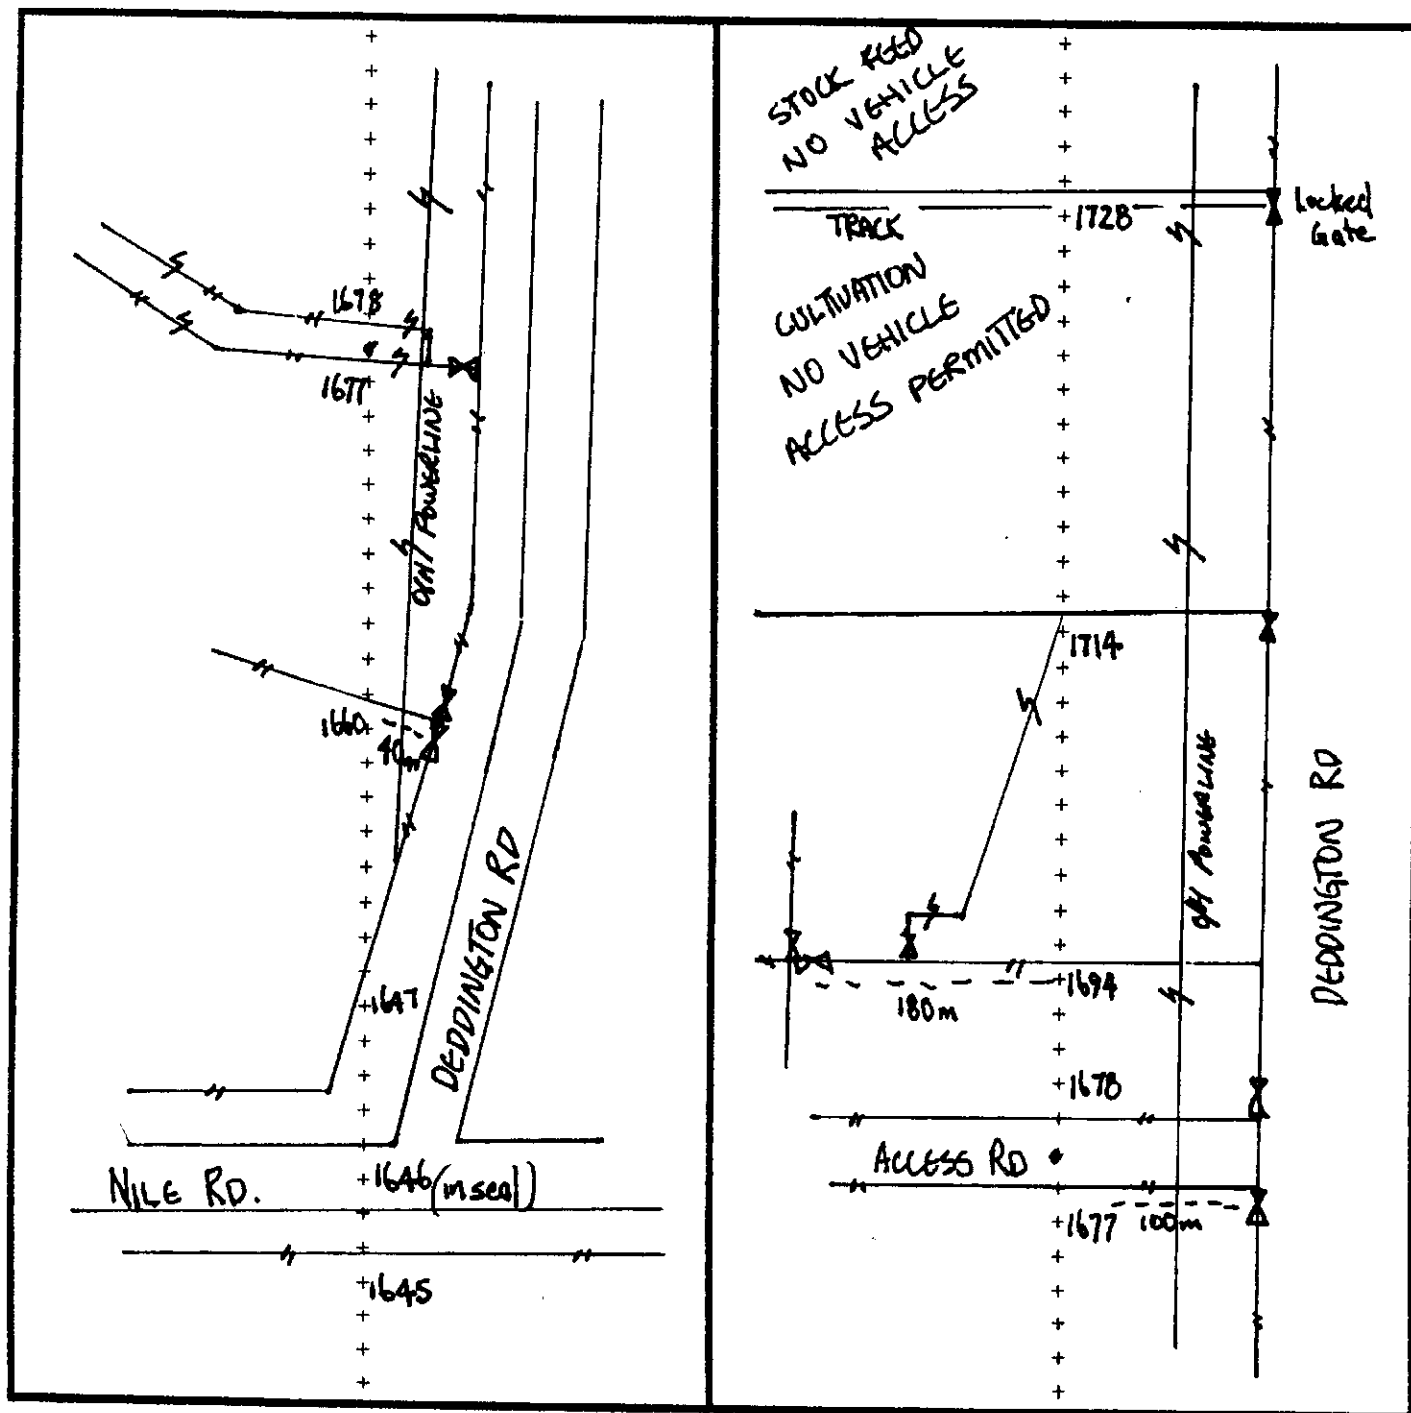 1678
1677
O/H/ POWERLINE
1660
40m
1647
DEDDINGTON RD
1646 (in seal)
NILE RD.
1645
STOCK FEED
NO VEHICLE
ACCESS
TRACK
1728
Locked
Gate
CULTIVATION
NO VEHICLE
ACCESS PERMITTED
1714
O/H POWERLINE
DEDDINGTON RD
1694
180m
1678
ACCESS RD
1677
100m